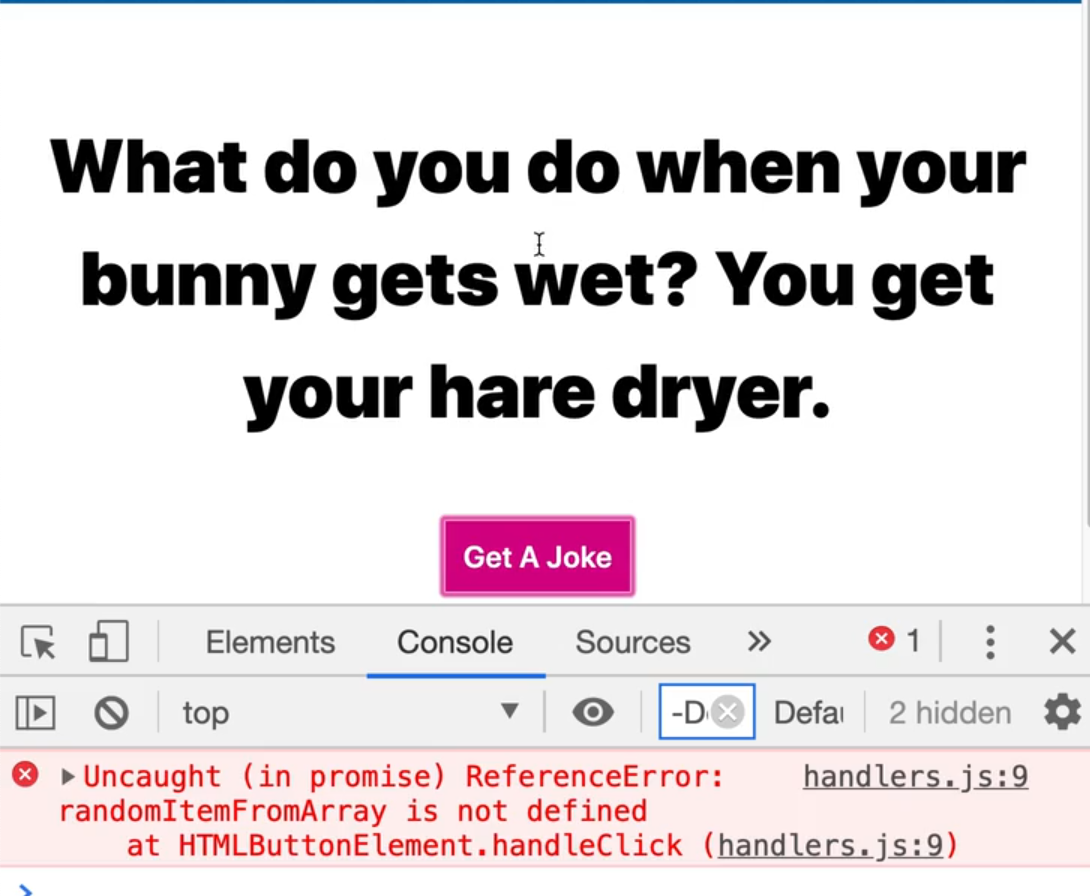 What do you do when your
bunny gets wet? You get
your hare dryer.
Get A Joke
Elements Console Sources 1
top -D Defau 2 hidden
Uncaught (in promise) ReferenceError: handlers.js:9
randomItemFromArray is not defined
at HTMLButtonElement.handleClick (handlers.js:9)